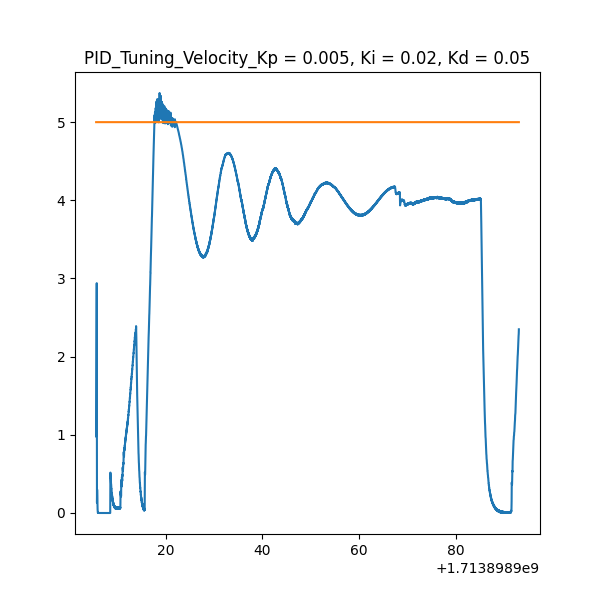 PID_Tuning_Velocity_Kp = 0.005, Ki = 0.02, Kd = 0.05
5
4
3
2
1
0
20 40 60 80
+1.7138989e9